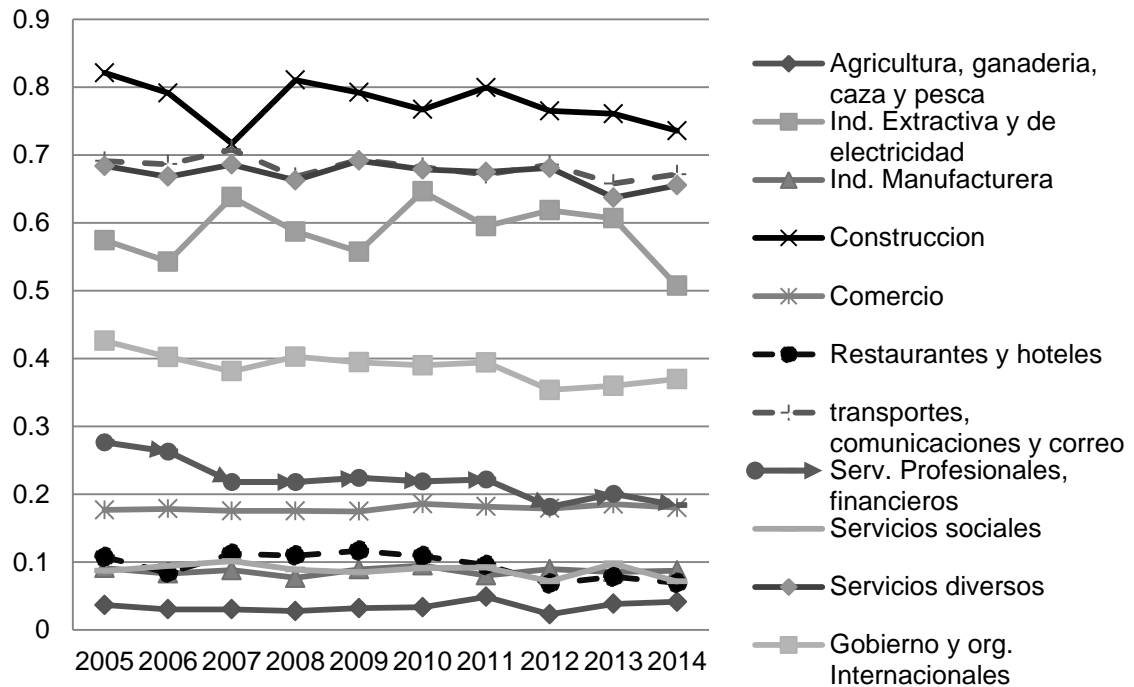 0.9
0.8
0.7
0.6
0.5
0.4
0.3
0.2
0.1
0
2005 2006 2007 2008 2009 2010 2011 2012 2013 2014
Agricultura, ganaderia,
caza y pesca
Ind. Extractiva y de
electricidad
Ind. Manufacturera
Construccion
Comercio
Restaurantes y hoteles
transportes,
comunicaciones y correo
Serv. Profesionales,
financieros
Servicios sociales
Servicios diversos
Gobierno y org.
Internacionales